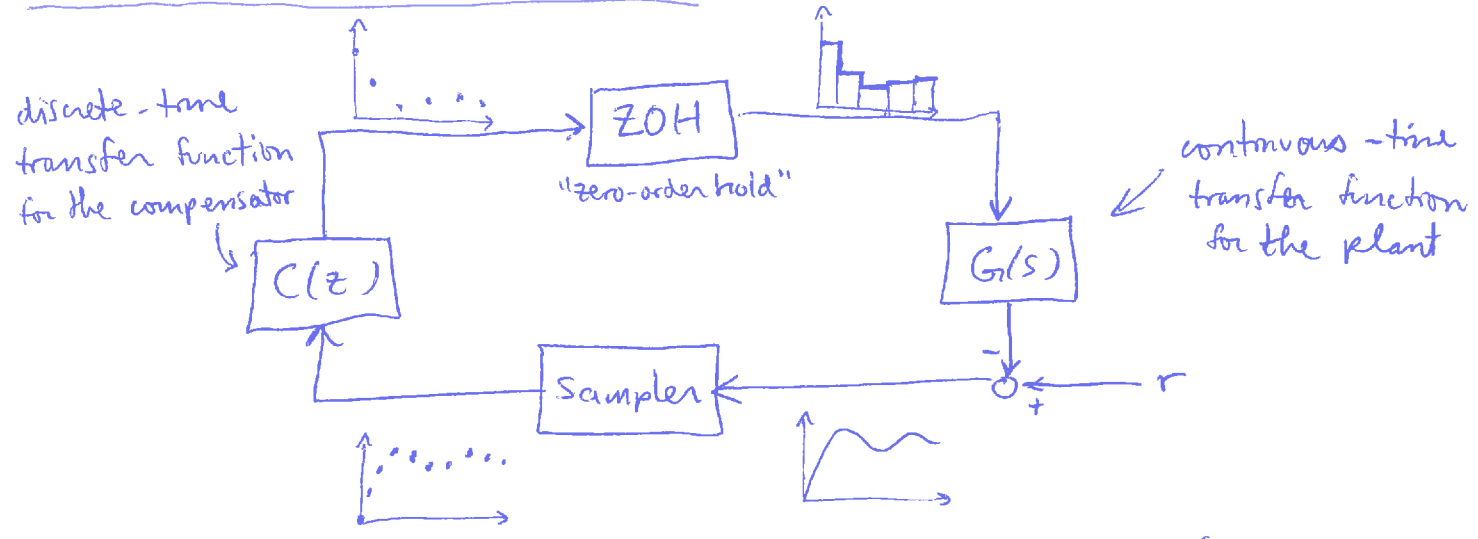 discrete-time
transfer function
for the compensator
ZOH
"zero-order hold"
continuous-time
transfer function
for the plant
C(z)
G(s)
-
Sampler
+
r